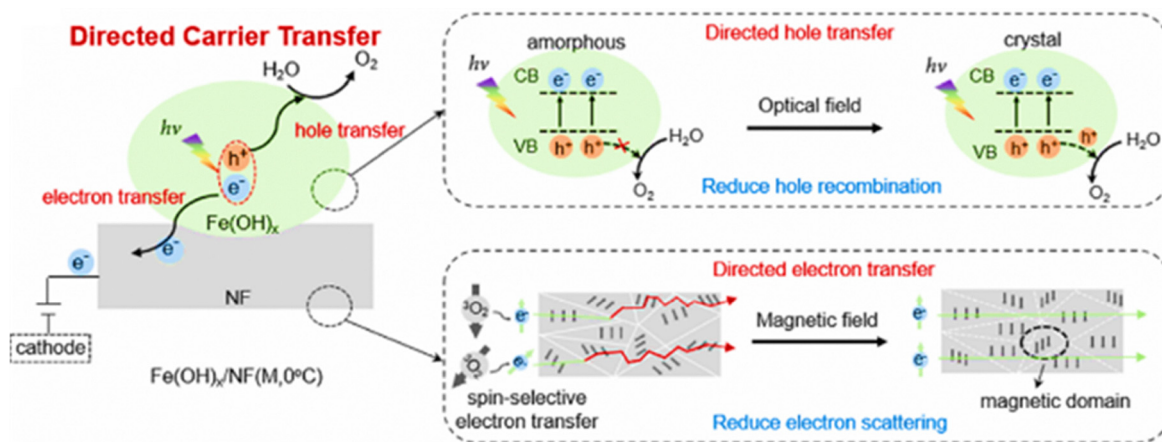 Directed Carrier Transfer
H₂O
O₂
hν
h⁺
hole transfer
e⁻
electron transfer
Fe(OH)ₓ
e⁻
e⁻
NF
cathode
Fe(OH)ₓ/NF(M,0°C)
amorphous
Directed hole transfer
crystal
hν
CB
e⁻ e⁻
Optical field
VB
h⁺ h⁺
H₂O
O₂
Reduce hole recombination
hν
CB
e⁻ e⁻
VB
h⁺ h⁺ h⁺
H₂O
O₂
Directed electron transfer
³O₂
e⁻
e⁻
Magnetic field
e⁻
e⁻
spin-selective
electron transfer
Reduce electron scattering
magnetic domain